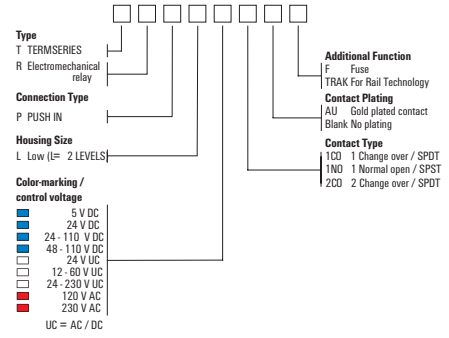 Type
T TERMSERIES
R Electromechanical
relay
Connection Type
P PUSH IN
Housing Size
L Low (L= 2 LEVELS)
Color-marking /
control voltage
5 V DC
24 V DC
24 - 110 V DC
48 - 110 V DC
24 V UC
12 - 60 V UC
24 - 230 V UC
120 V AC
230 V AC
UC = AC / DC
Additional Function
F Fuse
TRAK For Rail Technology
Contact Plating
AU Gold plated contact
Blank No plating
Contact Type
1CO 1 Change over / SPDT
1NO 1 Normal open / SPST
2CO 2 Change over / SPDT